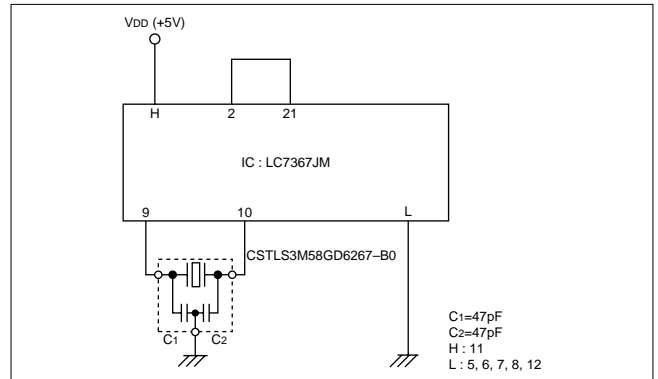 VDD (+5V)
H 2 21
IC : LC7367JM
9 10 L
CSTLS3M58GD6267–B0
C1 C2
C1=47pF
C2=47pF
H : 11
L : 5, 6, 7, 8, 12